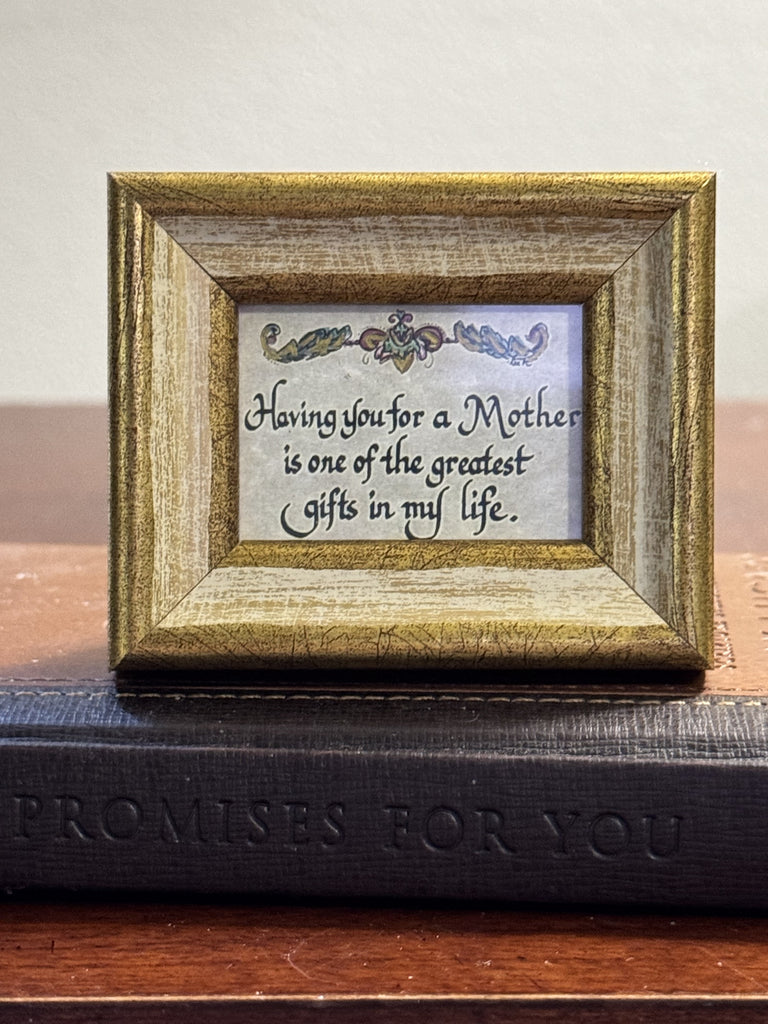 Having you for a Mother
is one of the greatest
gifts in my life.
PROMISES FOR YOU